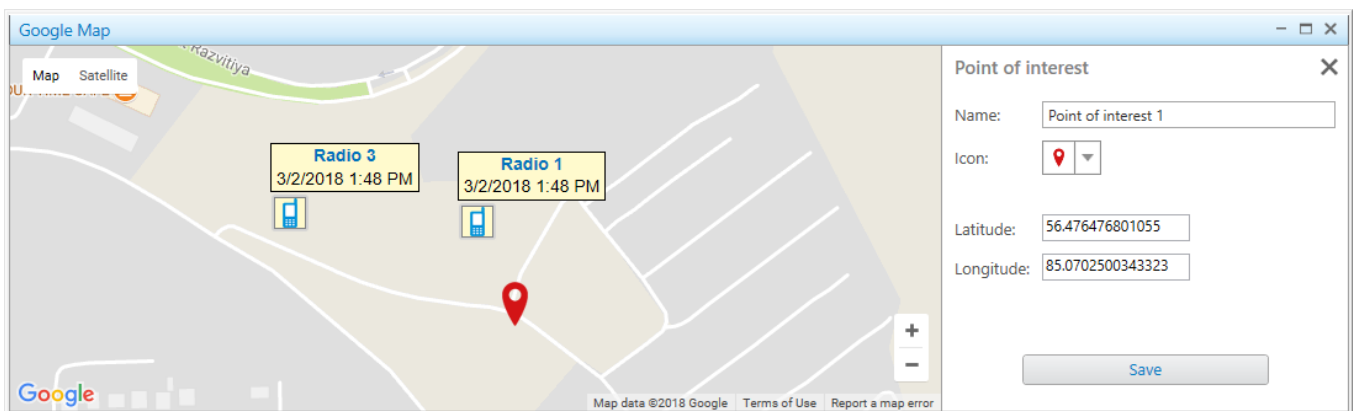 Google Map
Razvitiya
Map Satellite
Radio 3
3/2/2018 1:48 PM
Radio 1
3/2/2018 1:48 PM
+
−
Google
Map data ©2018 Google Terms of Use Report a map error
Point of interest
Name: Point of interest 1
Icon:
Latitude: 56.476476801055
Longitude: 85.0702500343323
Save